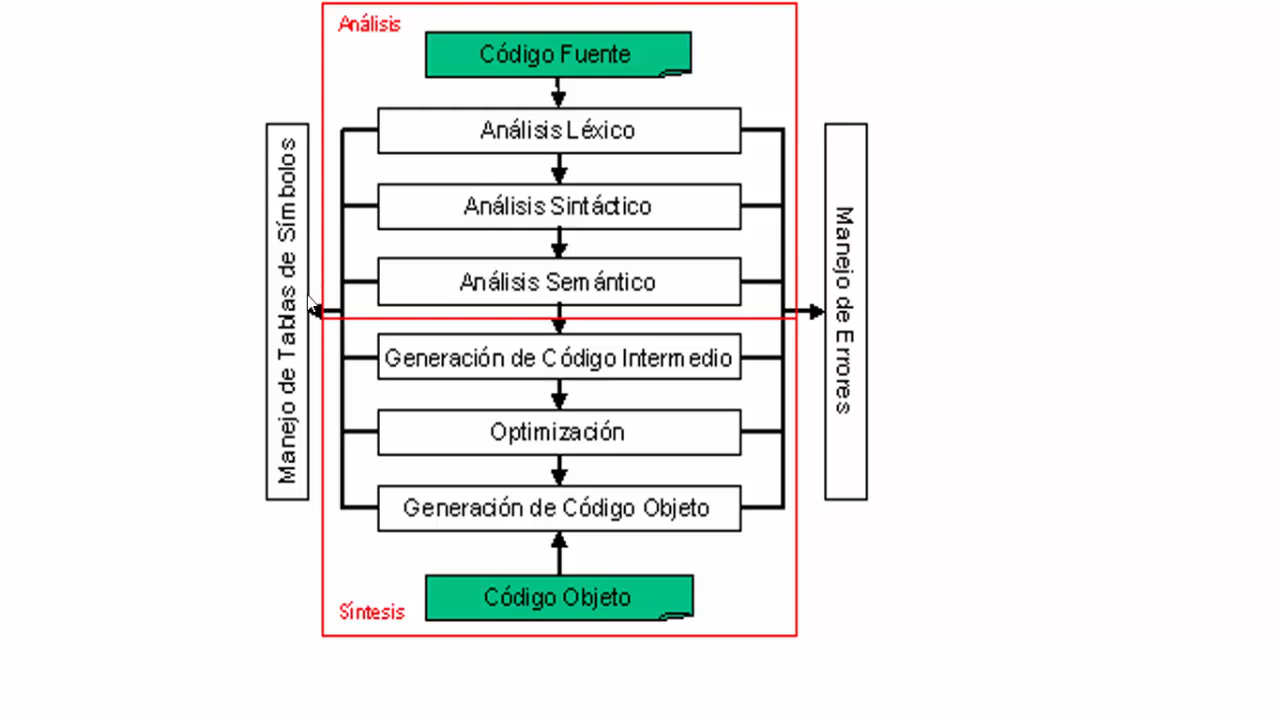 Análisis
Código Fuente
Análisis Léxico
Análisis Sintáctico
Análisis Semántico
Generación de Código Intermedio
Optimización
Generación de Código Objeto
Código Objeto
Síntesis
Manejo de Tablas de Símbolos
Manejo de Errores